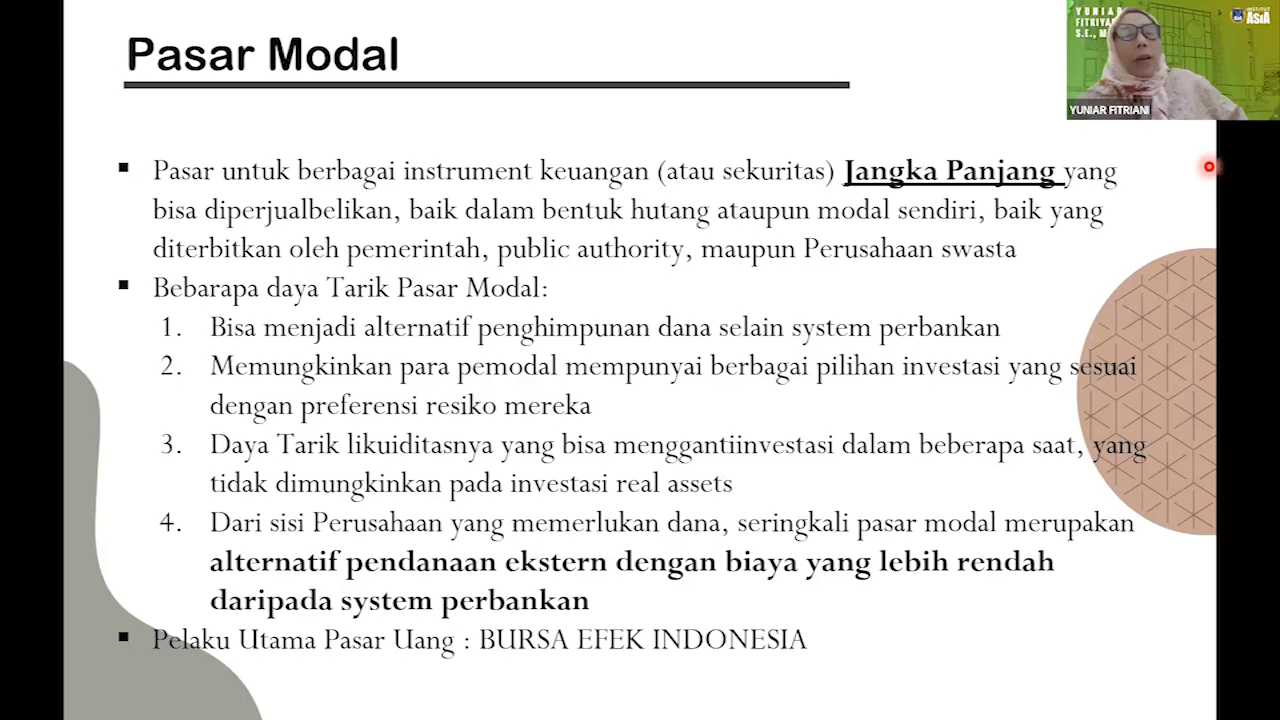 Pasar Modal
YUNIAR
FITRIYA
S.E., M
INSTITUT
ASIA
YUNIAR FITRIANI
▪ Pasar untuk berbagai instrument keuangan (atau sekuritas) Jangka Panjang yang
bisa diperjualbelikan, baik dalam bentuk hutang ataupun modal sendiri, baik yang
diterbitkan oleh pemerintah, public authority, maupun Perusahaan swasta
▪ Bebarapa daya Tarik Pasar Modal:
1. Bisa menjadi alternatif penghimpunan dana selain system perbankan
2. Memungkinkan para pemodal mempunyai berbagai pilihan investasi yang sesuai
dengan preferensi resiko mereka
3. Daya Tarik likuiditasnya yang bisa menggantiinvestasi dalam beberapa saat, yang
tidak dimungkinkan pada investasi real assets
4. Dari sisi Perusahaan yang memerlukan dana, seringkali pasar modal merupakan
alternatif pendanaan ekstern dengan biaya yang lebih rendah
daripada system perbankan
▪ Pelaku Utama Pasar Uang : BURSA EFEK INDONESIA